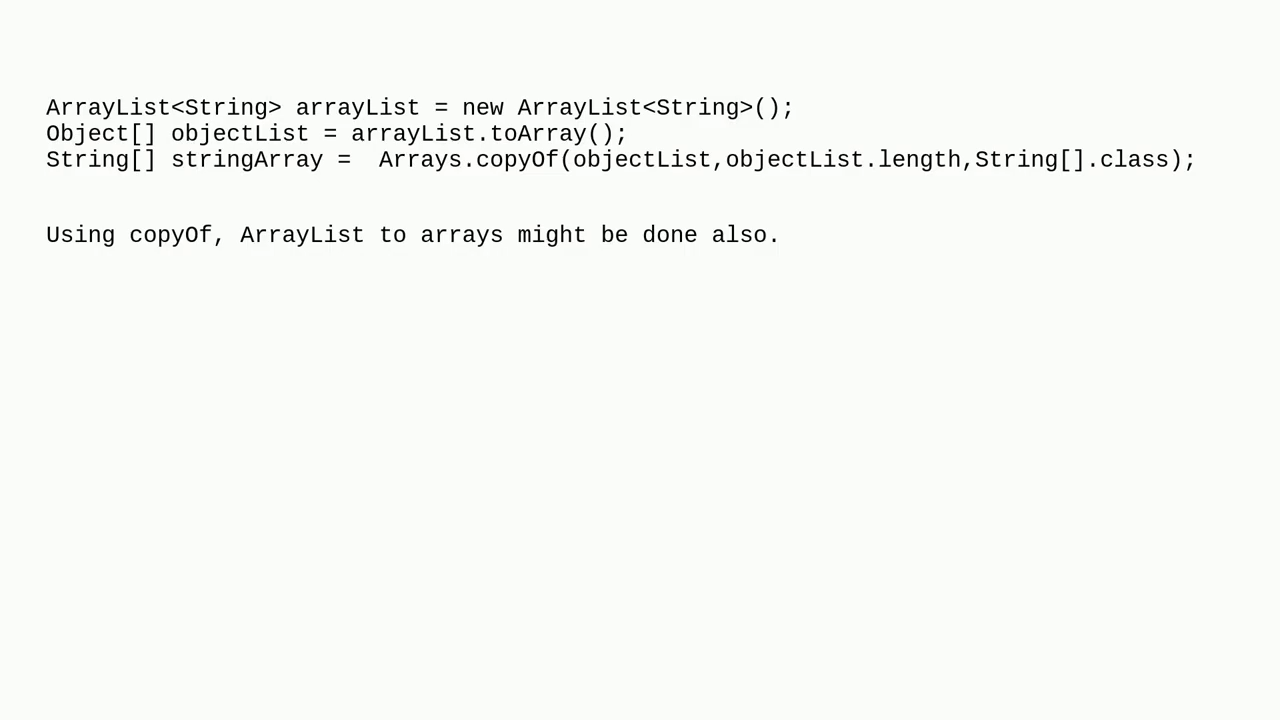 ArrayList<String> arrayList = new ArrayList<String>();
Object[] objectList = arrayList.toArray();
String[] stringArray =  Arrays.copyOf(objectList,objectList.length,String[].class);
Using copyOf, ArrayList to arrays might be done also.